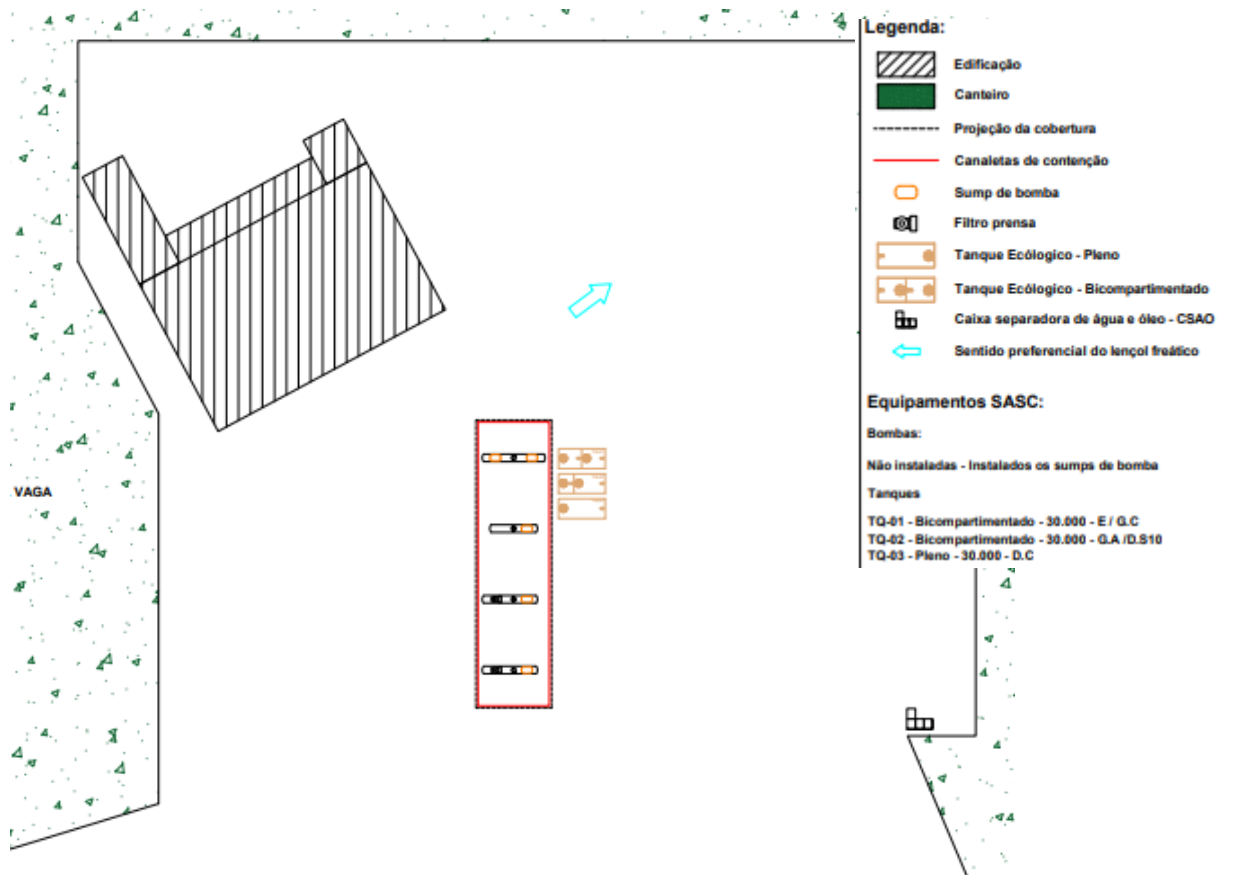 Legenda:
Edificação
Canteiro
Projeção da cobertura
Canaletas de contenção
Sump de bomba
Filtro prensa
Tanque Ecólogico - Pleno
Tanque Ecólogico - Bicompartimentado
Caixa separadora de água e óleo - CSAO
Sentido preferencial do lençol freático
Equipamentos SASC:
Bombas:
Não instaladas - Instalados os sumps de bomba
Tanques
TQ-01 - Bicompartimentado - 30.000 - E / G.C
TQ-02 - Bicompartimentado - 30.000 - G.A /D.S10
TQ-03 - Pleno - 30.000 - D.C
VAGA